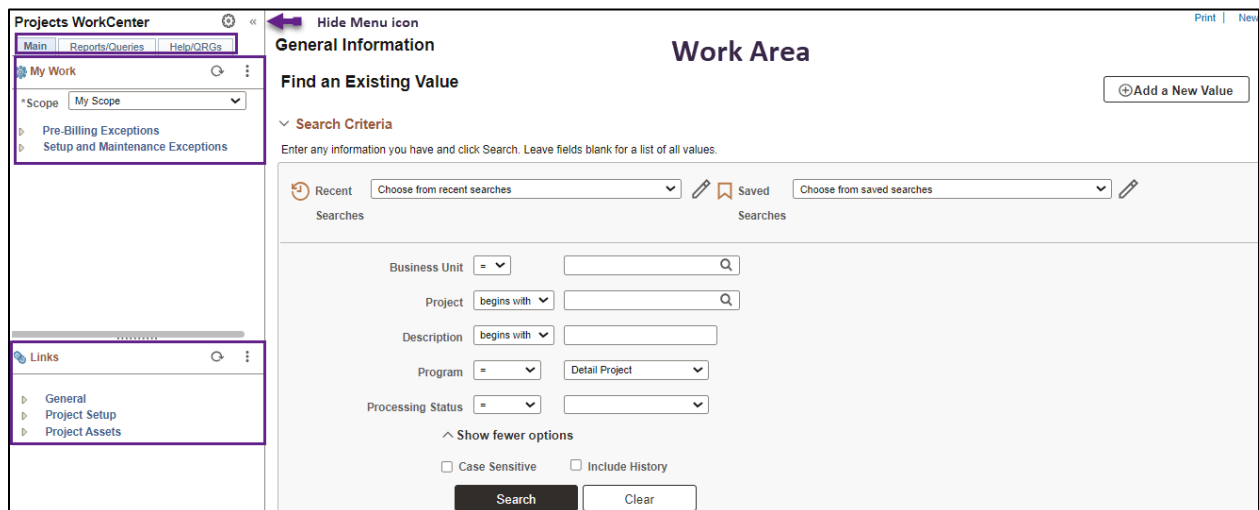 Projects WorkCenter «
Main Reports/Queries Help/QRGs
My Work
*Scope My Scope
Pre-Billing Exceptions
Setup and Maintenance Exceptions
Links
General
Project Setup
Project Assets
Hide Menu icon
Print | New
General Information
Work Area
Find an Existing Value
Add a New Value
Search Criteria
Enter any information you have and click Search. Leave fields blank for a list of all values.
Recent Searches Choose from recent searches
Saved Searches Choose from saved searches
Business Unit =
Project begins with
Description begins with
Program = Detail Project
Processing Status =
Show fewer options
Case Sensitive Include History
Search Clear